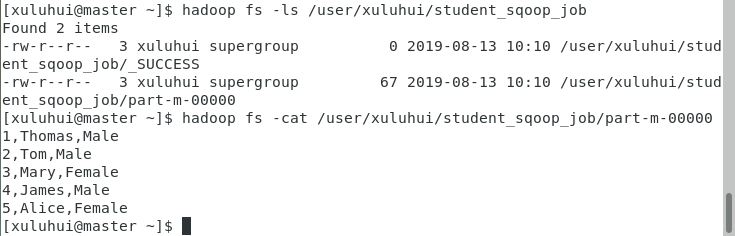 [xuluhui@master ~]$ hadoop fs -ls /user/xuluhui/student_sqoop_job
Found 2 items
-rw-r--r--   3 xuluhui supergroup          0 2019-08-13 10:10 /user/xuluhui/stud
ent_sqoop_job/_SUCCESS
-rw-r--r--   3 xuluhui supergroup         67 2019-08-13 10:10 /user/xuluhui/stud
ent_sqoop_job/part-m-00000
[xuluhui@master ~]$ hadoop fs -cat /user/xuluhui/student_sqoop_job/part-m-00000
1,Thomas,Male
2,Tom,Male
3,Mary,Female
4,James,Male
5,Alice,Female
[xuluhui@master ~]$